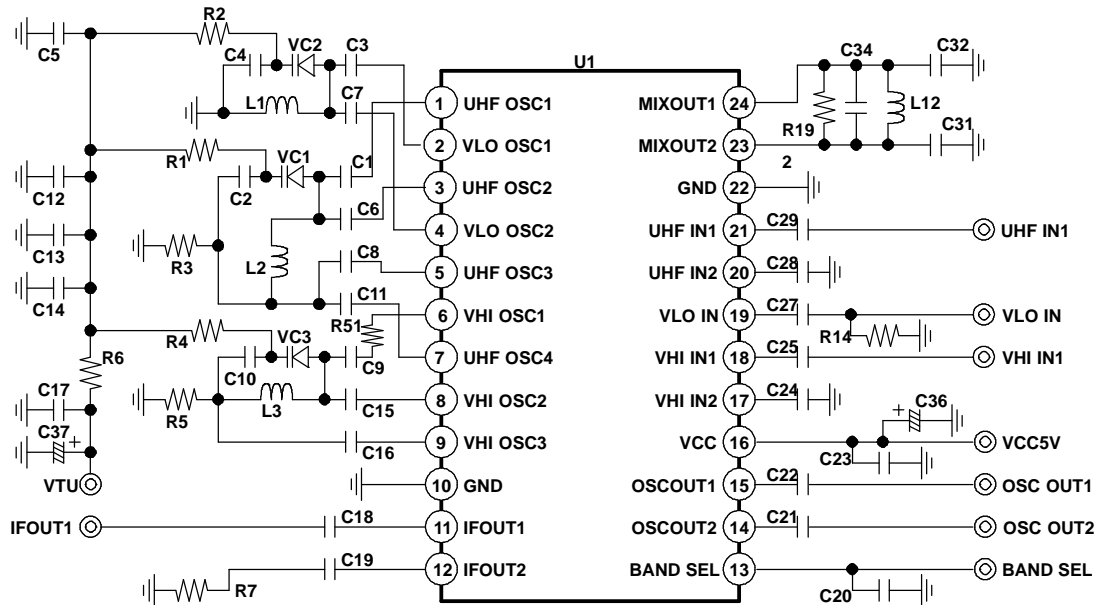 R2
C5
C4
VC2
C3
U1
C34
C32
L1
C7
1
UHF OSC1
MIXOUT1
24
R19
L12
R1
VC1
C1
2
VLO OSC1
MIXOUT2
23
C31
2
C12
C2
3
UHF OSC2
GND
22
C6
C29
C13
4
VLO OSC2
UHF IN1
21
UHF IN1
R3
L2
C8
C28
5
UHF OSC3
UHF IN2
20
C14
C11
C27
R51
6
VHI OSC1
VLO IN
19
VLO IN
R4
VC3
R14
R6
C10
C9
C25
7
UHF OSC4
VHI IN1
18
VHI IN1
C17
R5
L3
C15
C24
8
VHI OSC2
VHI IN2
17
C36
+
C37
+
C16
9
VHI OSC3
VCC
16
VCC5V
C23
VTU
10
GND
C22
OSCOUT1
15
OSC OUT1
IFOUT1
C18
11
IFOUT1
C21
OSCOUT2
14
OSC OUT2
C19
R7
12
IFOUT2
BAND SEL
13
BAND SEL
C20